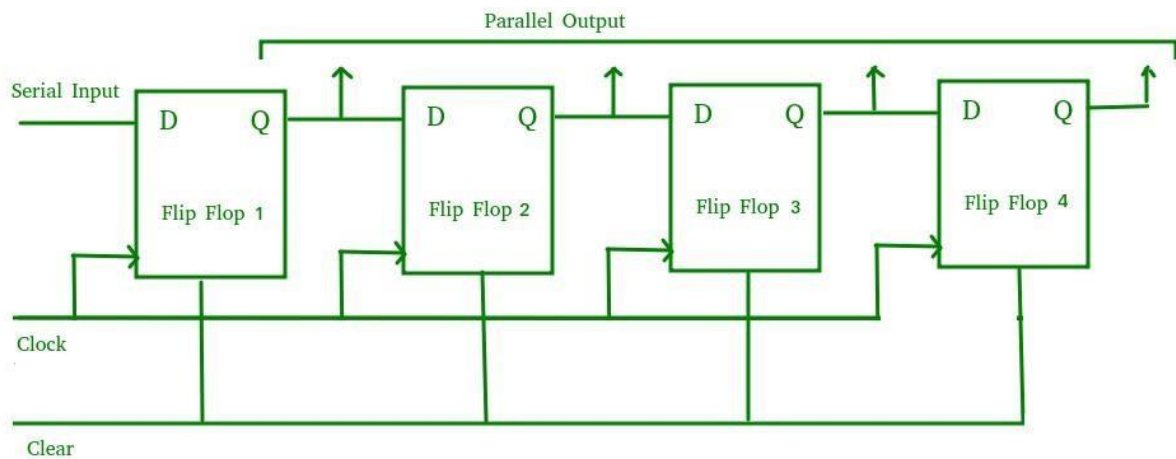 Parallel Output
Serial Input
D Q
Flip Flop 1
D Q
Flip Flop 2
D Q
Flip Flop 3
D Q
Flip Flop 4
Clock
Clear